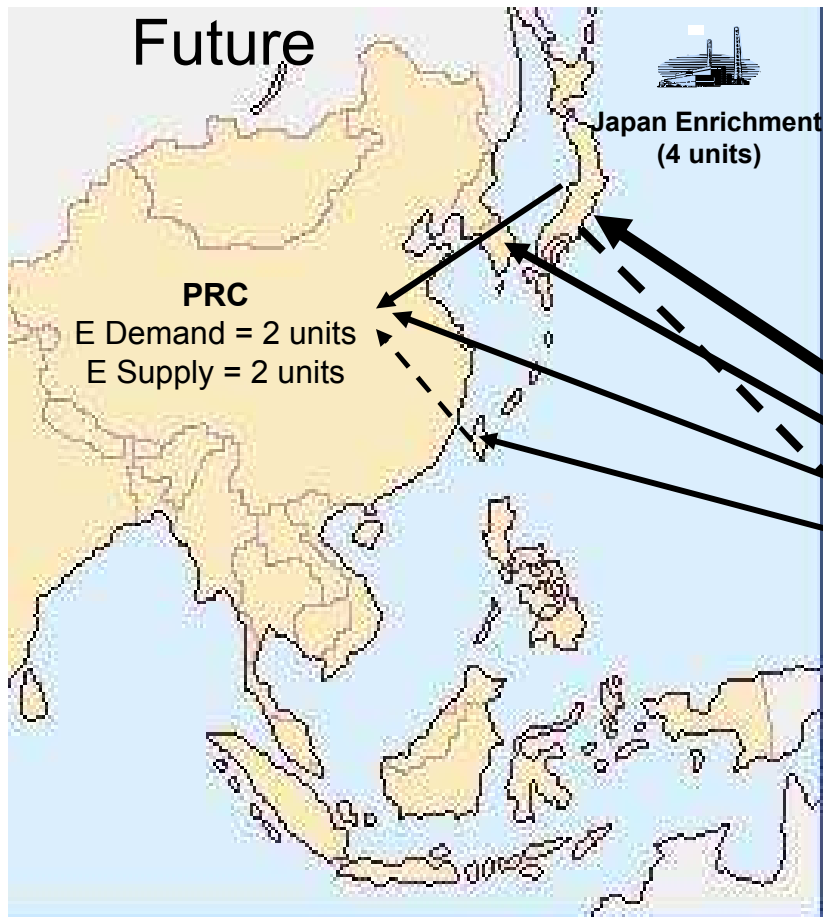 Future
Japan Enrichment
(4 units)
PRC
E Demand = 2 units
E Supply = 2 units